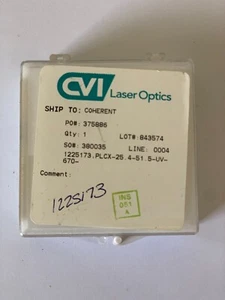 CVI Laser Optics
SHIP TO: COHERENT
PO#: 375886
Qty: 1 LOT#: 843574
SO#: 380035 LINE: 0004
1225173.PLCX-25.4-51.5-UV-
670-
Comment:
1225173
INS
051
A